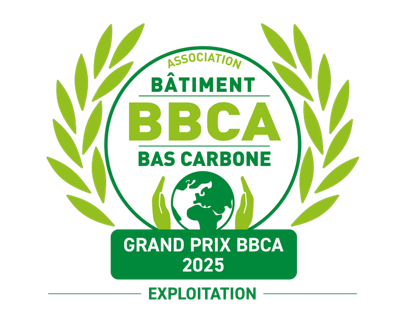 ASSOCIATION
BÂTIMENT
BBCA
BAS CARBONE
GRAND PRIX BBCA
2025
EXPLOITATION